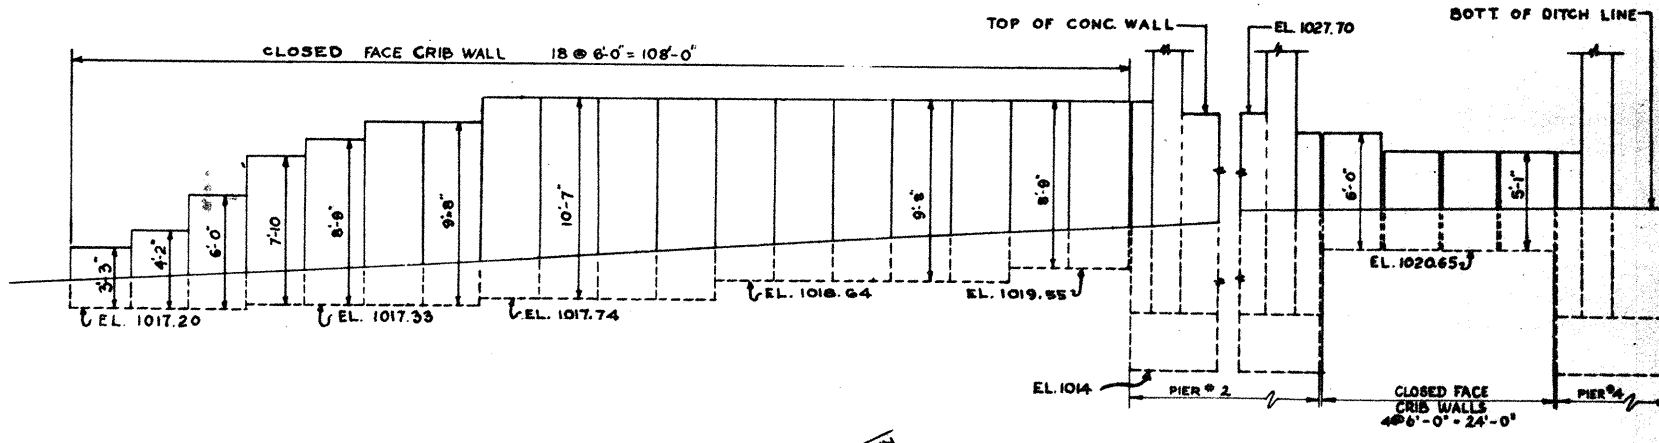 TOP OF CONC. WALL
EL. 1027.70
BOTT. OF DITCH LINE
CLOSED FACE CRIB WALL 18 @ 6'-0" = 108'-0"
3'-3"
4'-2"
6'-0"
7'-10
8'-9"
9'-8"
10'-7"
9'-8"
8'-9"
6'-0"
5'-1"
EL. 1017.20
EL. 1017.33
EL. 1017.74
EL. 1018.64
EL. 1019.55
EL. 1020.65
EL. 1014
PIER # 2
CLOSED FACE
CRIB WALLS
4@6'-0" = 24'-0"
PIER #4